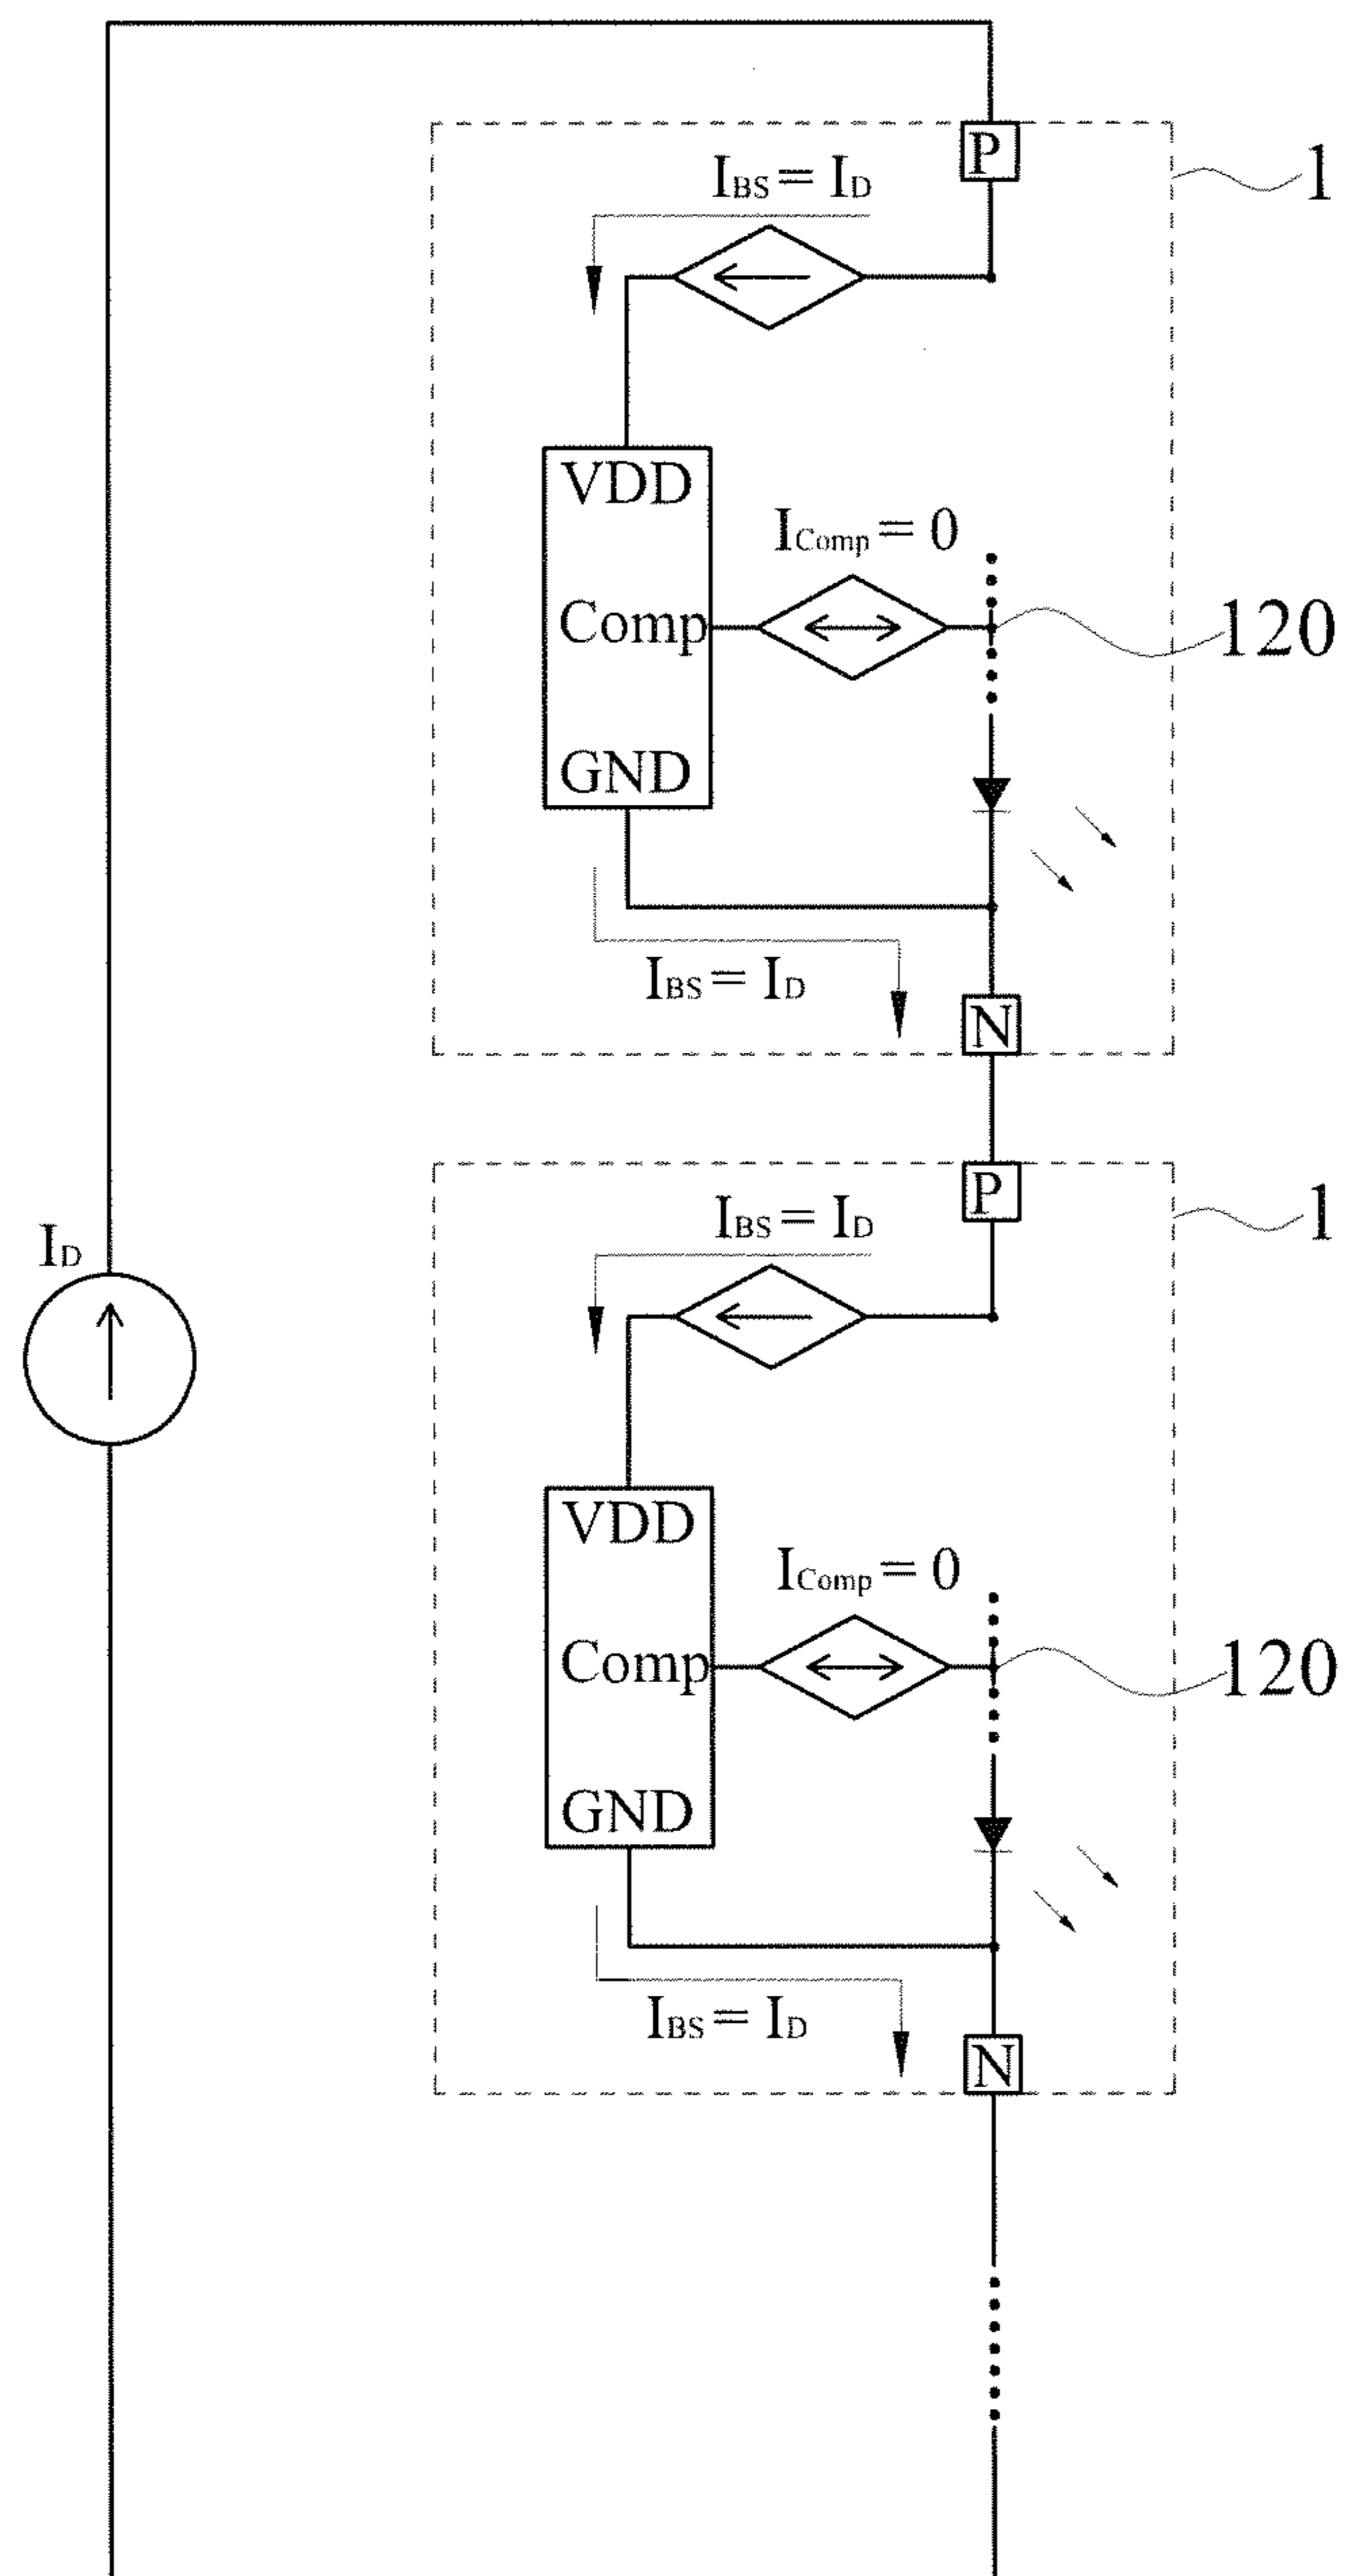 P
1
I_BS = I_D
VDD
I_Comp = 0
Comp
120
GND
I_BS = I_D
N
P
1
I_BS = I_D
I_D
VDD
I_Comp = 0
Comp
120
GND
I_BS = I_D
N